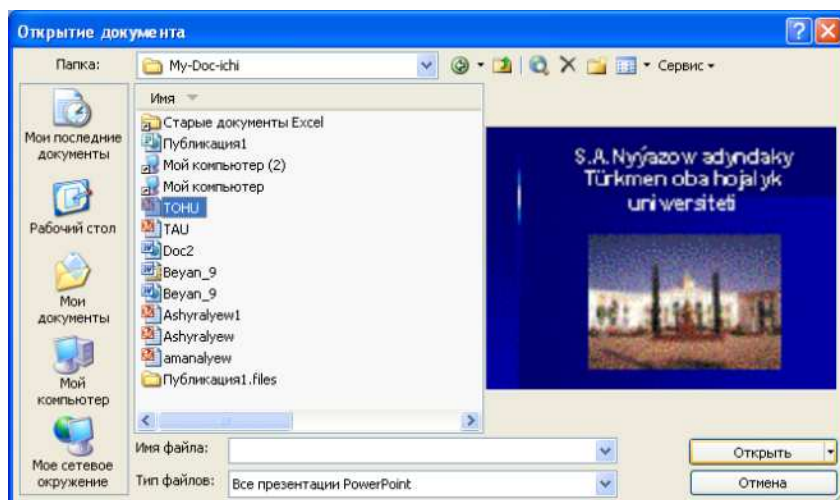 Открытие документа
Папка: My-Doc-ichi Сервис
Имя
Старые документы Excel
Публикация1
Мой компьютер (2)
Мой компьютер
TOHU
TAU
Doc2
Beyan_9
Beyan_9
Ashyralyew1
Ashyralyew
amanalyew
Публикация1.files
Мои последние
документы
Рабочий стол
Мои
документы
Мой
компьютер
Мое сетевое
окружение
S.A.Nyýazow adyndaky
Türkmen oba hojalyk
uniwersiteti
Имя файла:
Открыть
Тип файлов: Все презентации PowerPoint
Отмена